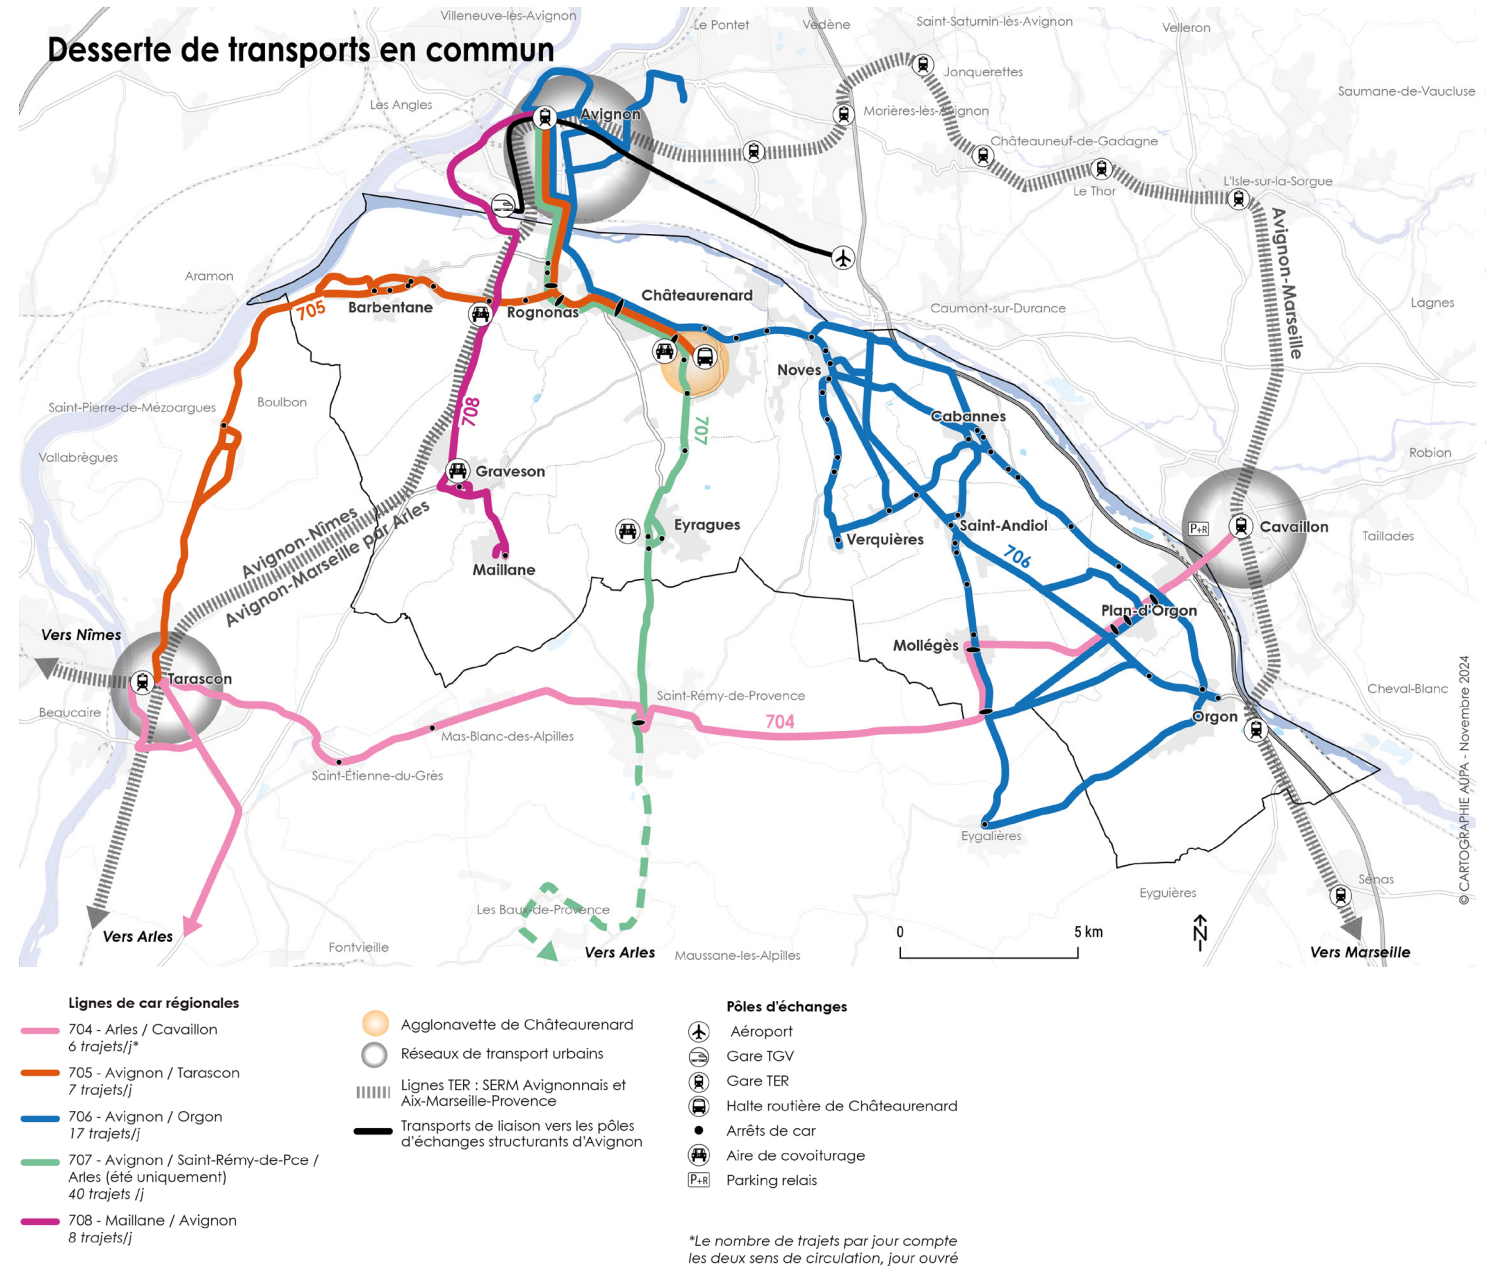 Desserte de transports en commun
Villeneuve-lès-Avignon
Le Pontet
Vedène
Saint-Saturnin-lès-Avignon
Velleron
Jonquerettes
Saumane-de-Vaucluse
Les Angles
Avignon
Morières-lès-Avignon
Châteauneuf-de-Gadagne
Le Thor
L'Isle-sur-la-Sorgue
Avignon-Marseille
Aramon
Barbentane
705
Rognonas
Châteaurenard
Caumont-sur-Durance
Lagnes
Noves
Saint-Pierre-de-Mézoargues
Boulbon
708
707
Cabannes
Vallabrègues
Graveson
Robion
Avignon-Nîmes
Avignon-Marseille par Arles
Eyragues
Saint-Andiol
P+R
Cavaillon
Verquières
706
Taillades
Maillane
Plan-d'Orgon
Vers Nîmes
Mollégès
Tarascon
Saint-Rémy-de-Provence
Cheval-Blanc
Beaucaire
704
Orgon
Mas-Blanc-des-Alpilles
Saint-Étienne-du-Grès
Eygalières
Sénas
Eyguières
Les Baux-de-Provence
Vers Arles
Fontvieille
Vers Arles
Maussane-les-Alpilles
0
5 km
N
Vers Marseille
© CARTOGRAPHIE AUPA - Novembre 2024
Lignes de car régionales
704 - Arles / Cavaillon
6 trajets/j*
705 - Avignon / Tarascon
7 trajets/j
706 - Avignon / Orgon
17 trajets/j
707 - Avignon / Saint-Rémy-de-Pce /
Arles (été uniquement)
40 trajets /j
708 - Maillane / Avignon
8 trajets/j
Agglonavette de Châteaurenard
Réseaux de transport urbains
Lignes TER : SERM Avignonnais et
Aix-Marseille-Provence
Transports de liaison vers les pôles
d'échanges structurants d'Avignon
Pôles d'échanges
Aéroport
Gare TGV
Gare TER
Halte routière de Châteaurenard
Arrêts de car
Aire de covoiturage
P+R Parking relais
*Le nombre de trajets par jour compte
les deux sens de circulation, jour ouvré